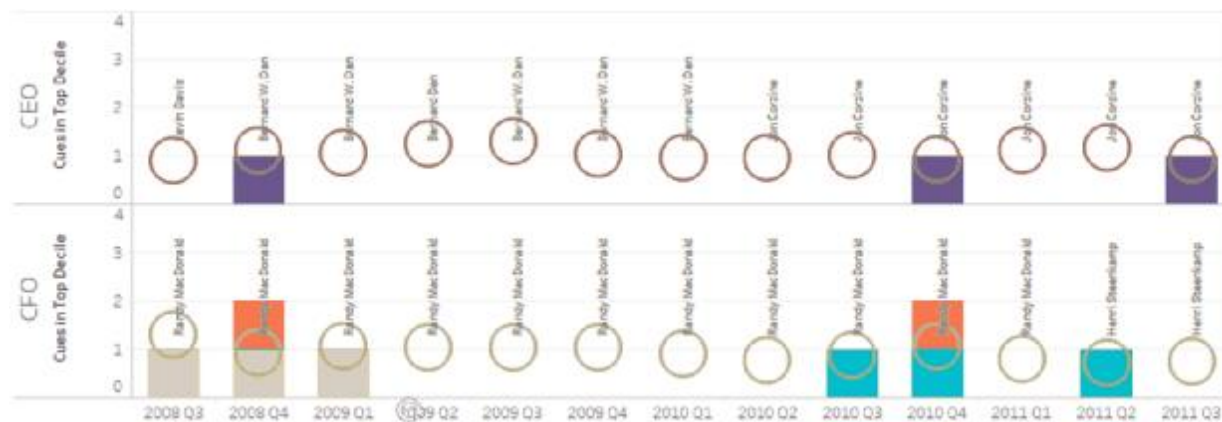 CEO
Cues in Top Decile
4
3
2
1
0
Kevin Davis
Bernard W. Dan
Bernard W. Dan
Bernard Dan
Bernard W. Dan
Bernard W. Dan
Bernard W. Dan
Jon Corzine
Jon Corzine
Jon Corzine
Jon Corzine
Jon Corzine
Jon Corzine
CFO
Cues in Top Decile
4
3
2
1
0
Randy MacDonald
Randy MacDonald
Randy MacDonald
Randy MacDonald
Randy MacDonald
Randy MacDonald
Randy MacDonald
Randy MacDonald
Randy MacDonald
Randy MacDonald
Randy MacDonald
Henri Steenkamp
Henri Steenkamp
2008 Q3 2008 Q4 2009 Q1 2009 Q2 2009 Q3 2009 Q4 2010 Q1 2010 Q2 2010 Q3 2010 Q4 2011 Q1 2011 Q2 2011 Q3